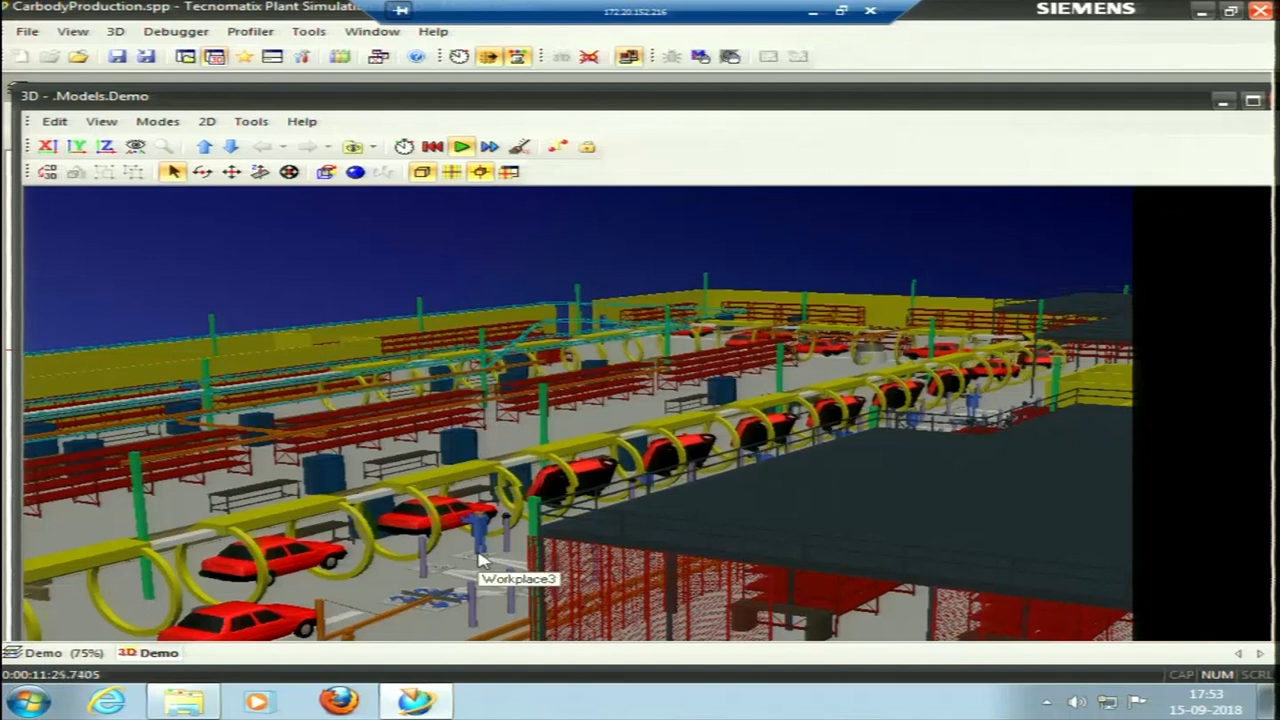 CarbodyProduction.spp - Tecnomatix Plant Simulati
172.20.152.216
SIEMENS
File View 3D Debugger Profiler Tools Window Help
3D - .Models.Demo
Edit View Modes 2D Tools Help
Workplace3
Demo (75%) 3D Demo
0:00:11:26.7405
CAP NUM SCRL
17:53
15-09-2018